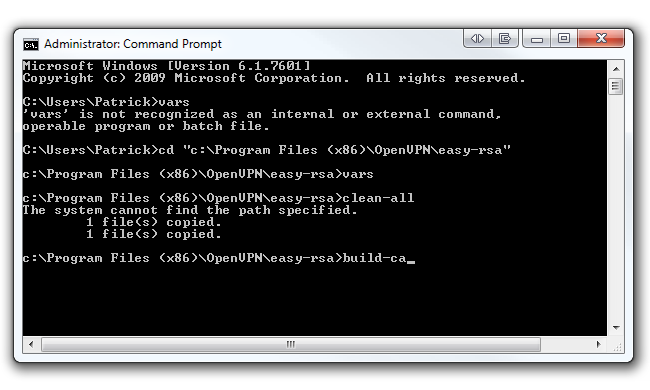 Administrator: Command Prompt
Microsoft Windows [Version 6.1.7601]
Copyright (c) 2009 Microsoft Corporation.  All rights reserved.
C:\Users\Patrick>vars
'vars' is not recognized as an internal or external command,
operable program or batch file.
C:\Users\Patrick>cd "c:\Program Files (x86)\OpenVPN\easy-rsa"
c:\Program Files (x86)\OpenVPN\easy-rsa>vars
c:\Program Files (x86)\OpenVPN\easy-rsa>clean-all
The system cannot find the path specified.
        1 file(s) copied.
        1 file(s) copied.
c:\Program Files (x86)\OpenVPN\easy-rsa>build-ca_